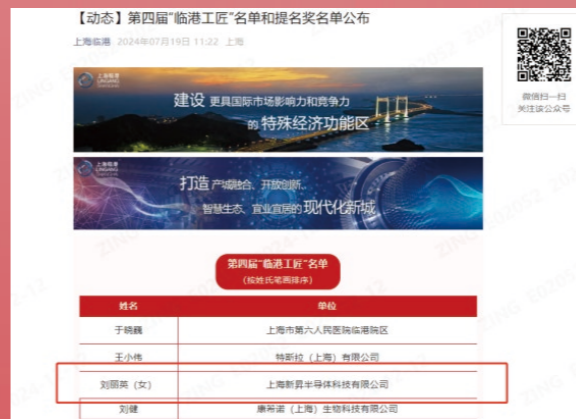 【动态】第四届“临港工匠”名单和提名奖名单公布
上海临港 2024年07月19日 11:22 上海
微信扫一扫
关注该公众号
上海临港
建设 更具国际市场影响力和竞争力
的 特殊经济功能区
上海临港
打造 产城融合、开放创新、
智慧生态、宜业宜居的 现代化新城
第四届“临港工匠”名单
(按姓氏笔画排序)
姓名 单位
于晓巍 上海市第六人民医院临港院区
王小伟 特斯拉（上海）有限公司
刘丽英（女） 上海新昇半导体科技有限公司
刘健 康希诺（上海）生物科技有限公司